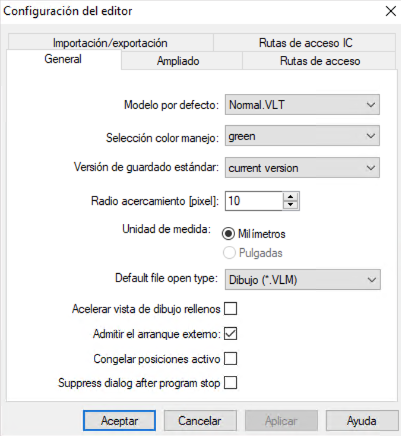 Configuración del editor
Importación/exportación
Rutas de acceso IC
General
Ampliado
Rutas de acceso
Modelo por defecto: Normal.VLT
Selección color manejo: green
Versión de guardado estándar: current version
Radio acercamiento [pixel]: 10
Unidad de medida: Milímetros
Pulgadas
Default file open type: Dibujo (*.VLM)
Acelerar vista de dibujo rellenos
Admitir el arranque externo:
Congelar posiciones activo
Suppress dialog after program stop
Aceptar
Cancelar
Aplicar
Ayuda